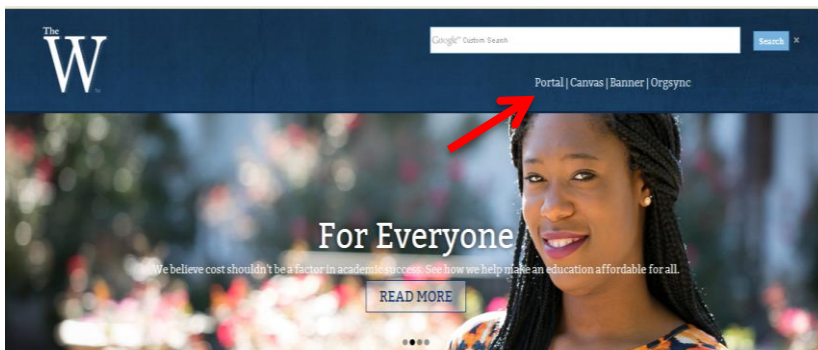 The
W
Google™ Custom Search
Search x
Portal | Canvas | Banner | Orgsync
For Everyone
We believe cost shouldn't be a factor in academic success. See how we help make an education affordable for all.
READ MORE